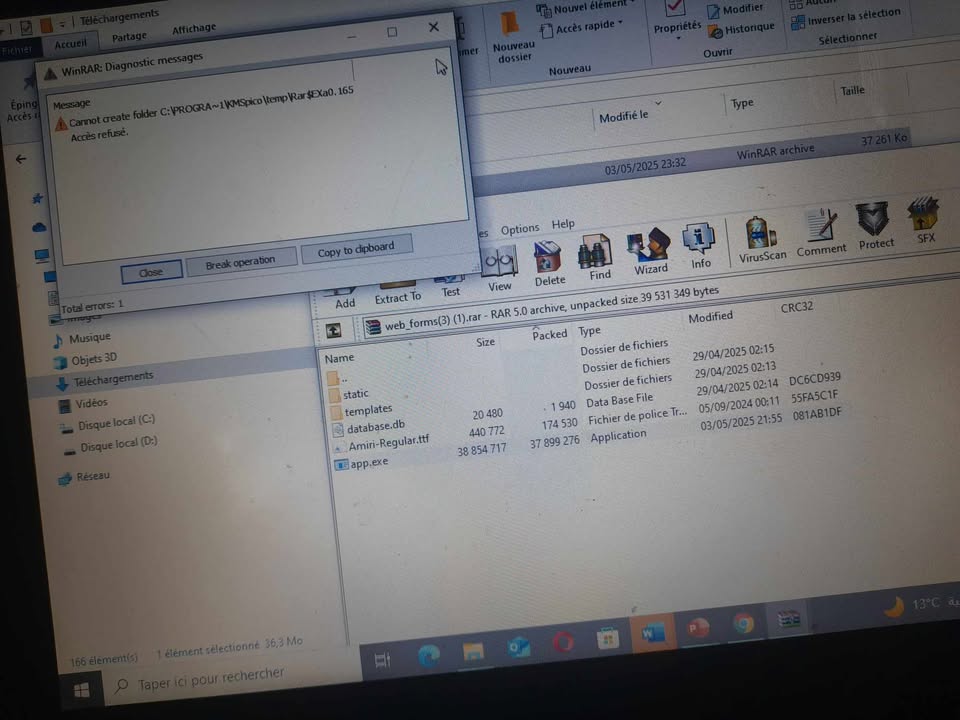 Téléchargements
Fichier
Accueil
Partage
Affichage
Nouvel élément
Accès rapide
Nouveau
dossier
Nouveau
Propriétés
Modifier
Historique
Ouvrir
Inverser la sélection
Sélectionner
WinRAR: Diagnostic messages
Message
Cannot create folder C:\PROGRA~1\KMSpico\temp\Rar$EXa0.165
Accès refusé.
Close
Break operation
Copy to clipboard
Total errors: 1
Modifié le
Type
Taille
03/05/2025 23:32
WinRAR archive
37 261 Ko
Options
Help
Add
Extract To
Test
View
Delete
Find
Wizard
Info
VirusScan
Comment
Protect
SFX
web_forms(3) (1).rar - RAR 5.0 archive, unpacked size 39 531 349 bytes
Name Size Packed Type Modified CRC32
.. Dossier de fichiers
static Dossier de fichiers 29/04/2025 02:15
templates Dossier de fichiers 29/04/2025 02:13
database.db 20 480 1 940 Data Base File 29/04/2025 02:14 DC6CD939
Amiri-Regular.ttf 440 772 174 530 Fichier de police Tr... 05/09/2024 00:11 55FA5C1F
app.exe 38 854 717 37 899 276 Application 03/05/2025 21:55 081AB1DF
Musique
Objets 3D
Téléchargements
Vidéos
Disque local (C:)
Disque local (D:)
Réseau
166 élément(s)
1 élément sélectionné 36,3 Mo
Taper ici pour rechercher
13°C